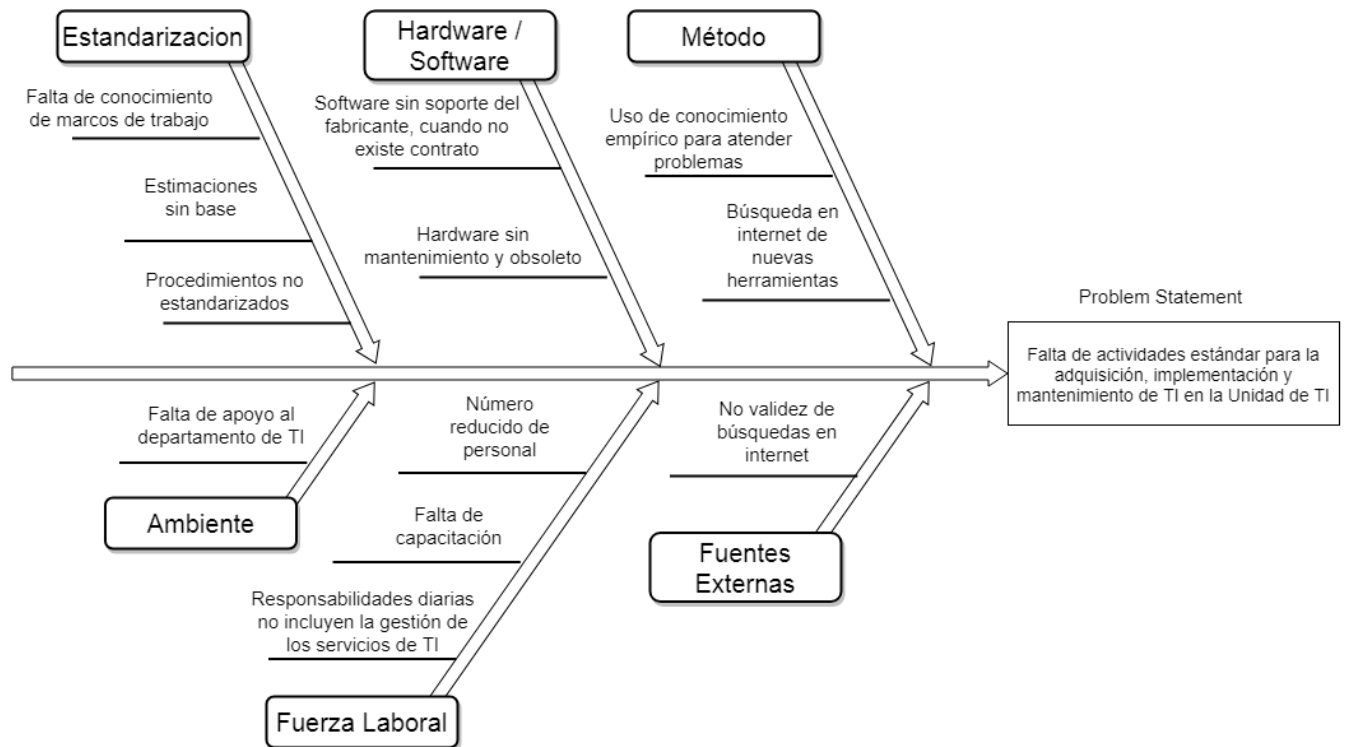 Estandarizacion
Hardware /
Software
Método
Falta de conocimiento
de marcos de trabajo
Software sin soporte del
fabricante, cuando no
existe contrato
Uso de conocimiento
empírico para atender
problemas
Estimaciones
sin base
Hardware sin
mantenimiento y obsoleto
Búsqueda en
internet de
nuevas
herramientas
Procedimientos no
estandarizados
Problem Statement
Falta de actividades estándar para la
adquisición, implementación y
mantenimiento de TI en la Unidad de TI
Falta de apoyo al
departamento de TI
Número
reducido de
personal
No validez de
búsquedas en
internet
Ambiente
Falta de
capacitación
Fuentes
Externas
Responsabilidades diarias
no incluyen la gestión de
los servicios de TI
Fuerza Laboral